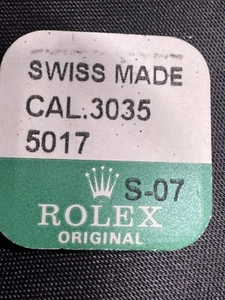 SWISS MADE
CAL.3035
5017
S-07
ROLEX
ORIGINAL